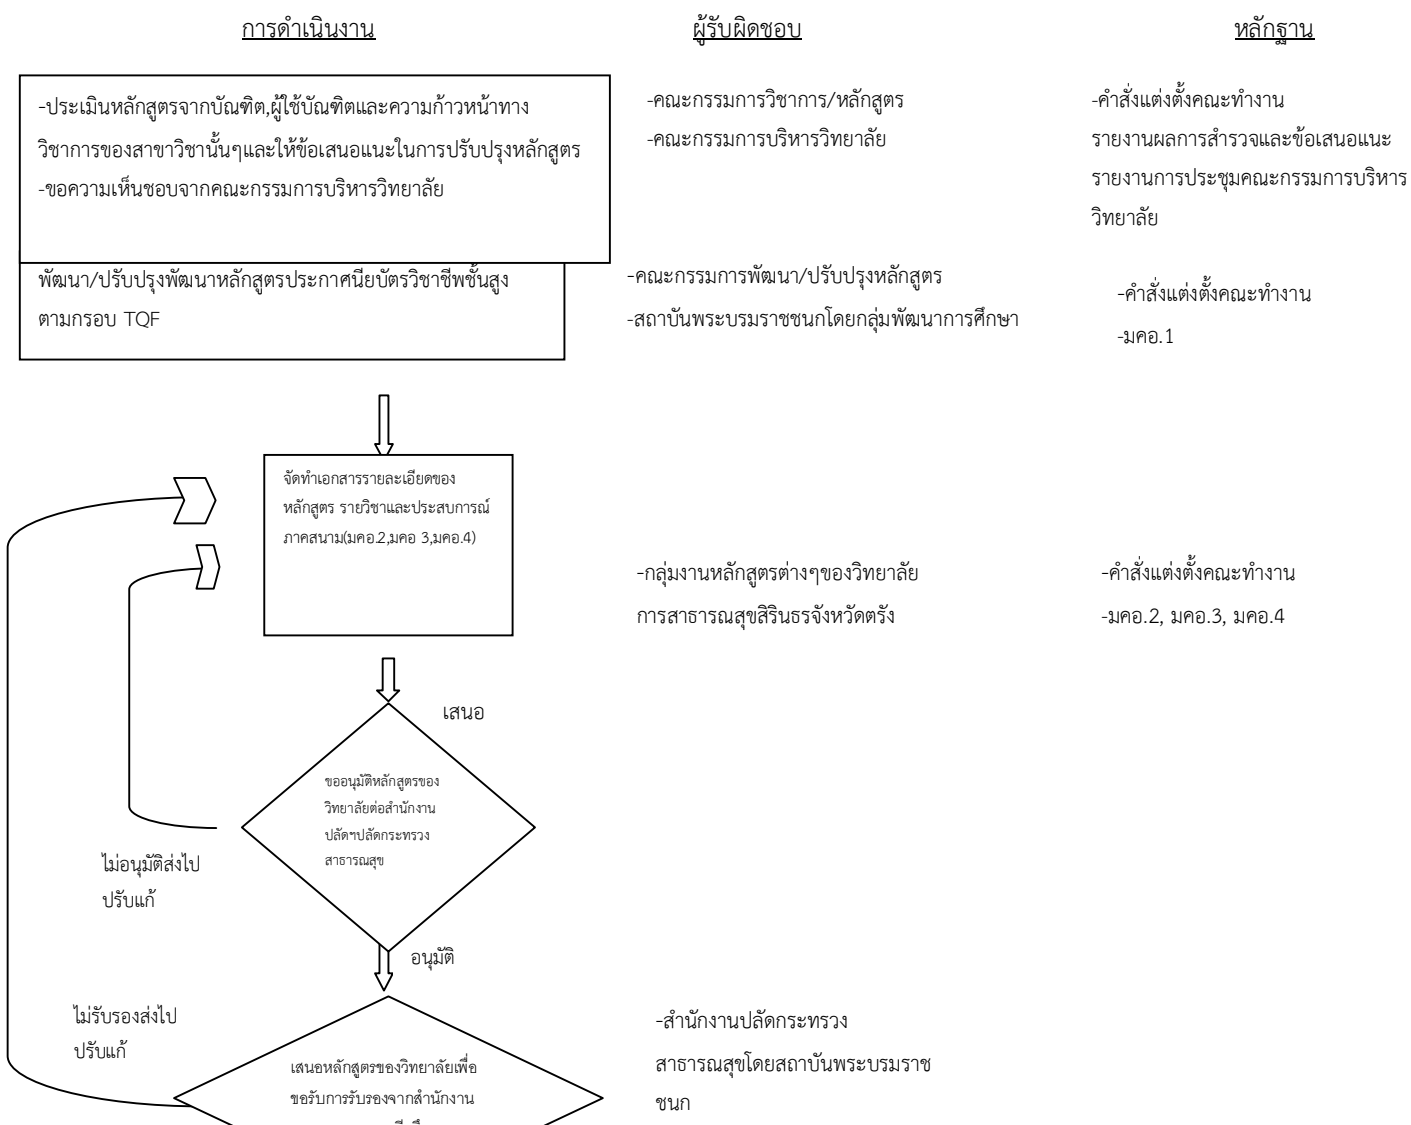 การดำเนินงาน
ผู้รับผิดชอบ
หลักฐาน
-ประเมินหลักสูตรจากบัณฑิต,ผู้ใช้บัณฑิตและความก้าวหน้าทาง
วิชาการของสาขาวิชานั้นๆและให้ข้อเสนอแนะในการปรับปรุงหลักสูตร
-ขอความเห็นชอบจากคณะกรรมการบริหารวิทยาลัย
-คณะกรรมการวิชาการ/หลักสูตร
-คณะกรรมการบริหารวิทยาลัย
-คำสั่งแต่งตั้งคณะทำงาน
รายงานผลการสำรวจและข้อเสนอแนะ
รายงานการประชุมคณะกรรมการบริหาร
วิทยาลัย
พัฒนา/ปรับปรุงพัฒนาหลักสูตรประกาศนียบัตรวิชาชีพชั้นสูง
ตามกรอบ TQF
-คณะกรรมการพัฒนา/ปรับปรุงหลักสูตร
-สถาบันพระบรมราชชนกโดยกลุ่มพัฒนาการศึกษา
-คำสั่งแต่งตั้งคณะทำงาน
-มคอ.1
จัดทำเอกสารรายละเอียดของ
หลักสูตร รายวิชาและประสบการณ์
ภาคสนาม(มคอ.2,มคอ 3,มคอ.4)
-กลุ่มงานหลักสูตรต่างๆของวิทยาลัย
การสาธารณสุขสิรินธรจังหวัดตรัง
-คำสั่งแต่งตั้งคณะทำงาน
-มคอ.2, มคอ.3, มคอ.4
เสนอ
ขออนุมัติหลักสูตรของ
วิทยาลัยต่อสำนักงาน
ปลัดฯปลัดกระทรวง
สาธารณสุข
ไม่อนุมัติส่งไป
ปรับแก้
อนุมัติ
ไม่รับรองส่งไป
ปรับแก้
เสนอหลักสูตรของวิทยาลัยเพื่อ
ขอรับการรับรองจากสำนักงาน
-สำนักงานปลัดกระทรวง
สาธารณสุขโดยสถาบันพระบรมราช
ชนก